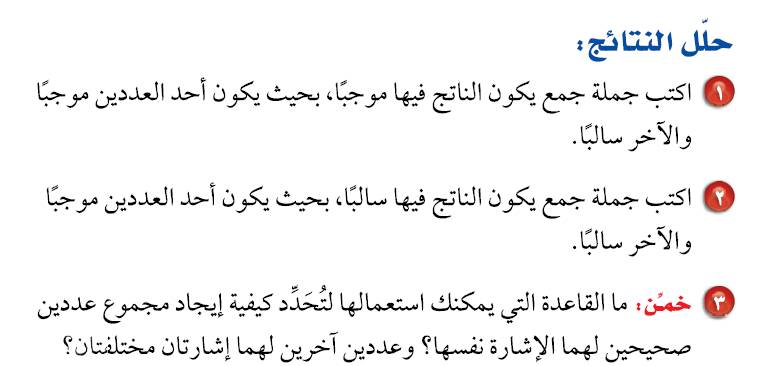 حلّل النتائج:
١ اكتب جملة جمع يكون الناتج فيها موجبًا، بحيث يكون أحد العددين موجبًا
والآخر سالبًا.
٢ اكتب جملة جمع يكون الناتج فيها سالبًا، بحيث يكون أحد العددين موجبًا
والآخر سالبًا.
٣ خمّن: ما القاعدة التي يمكنك استعمالها لتُحَدِّد كيفية إيجاد مجموع عددين
صحيحين لهما الإشارة نفسها؟ وعددين آخرين لهما إشارتان مختلفتان؟